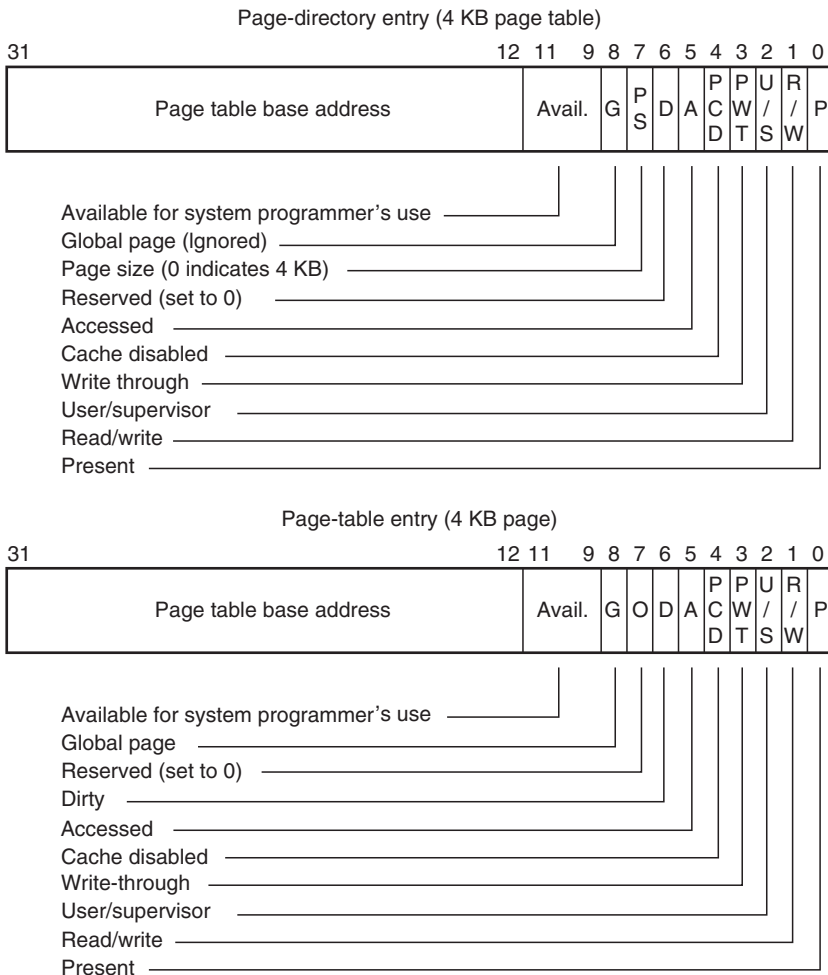 Page-directory entry (4 KB page table)
31 12 11 9 8 7 6 5 4 3 2 1 0
Page table base address Avail. G PS D A PCD PWT U/S R/W P
Available for system programmer's use
Global page (Ignored)
Page size (0 indicates 4 KB)
Reserved (set to 0)
Accessed
Cache disabled
Write through
User/supervisor
Read/write
Present
Page-table entry (4 KB page)
31 12 11 9 8 7 6 5 4 3 2 1 0
Page table base address Avail. G O D A PCD PWT U/S R/W P
Available for system programmer's use
Global page
Reserved (set to 0)
Dirty
Accessed
Cache disabled
Write-through
User/supervisor
Read/write
Present